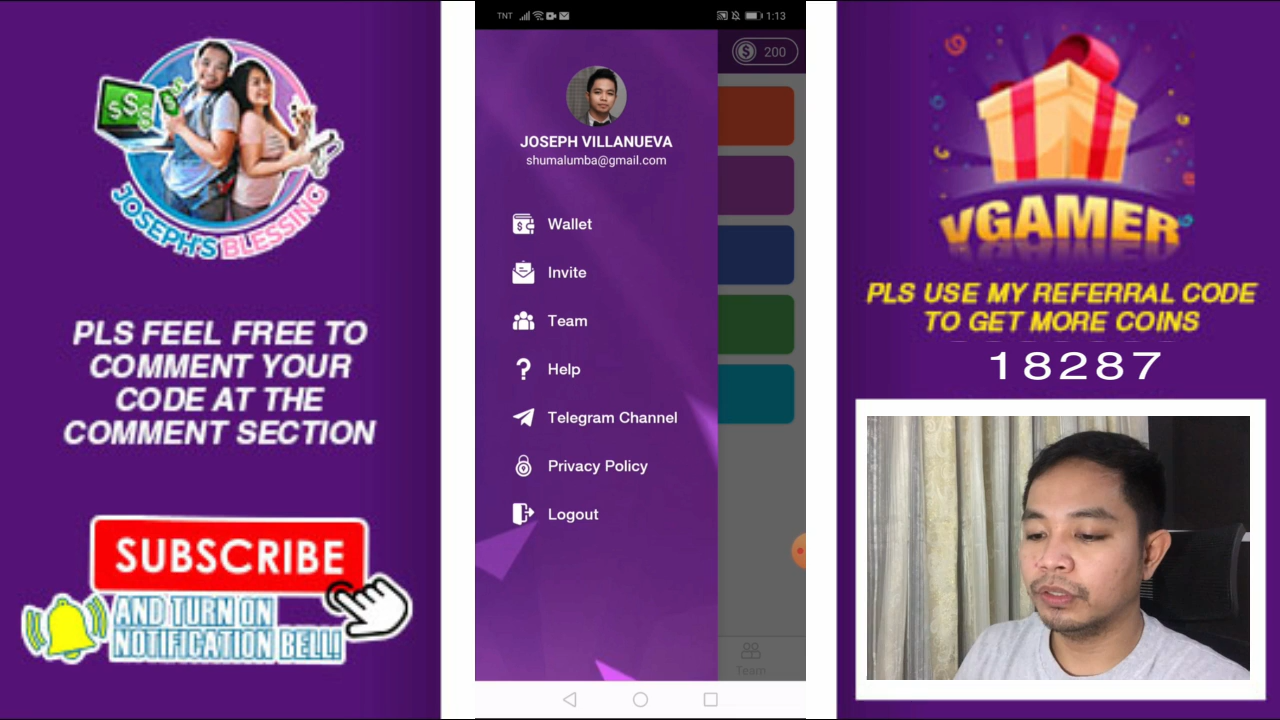 JOSEPH'S BLESSING
PLS FEEL FREE TO
COMMENT YOUR
CODE AT THE
COMMENT SECTION
SUBSCRIBE
AND TURN ON
NOTIFICATION BELL!
TNT
1:13
200
JOSEPH VILLANUEVA
shumalumba@gmail.com
Wallet
Invite
Team
Help
Telegram Channel
Privacy Policy
Logout
Team
VGAMER
PLS USE MY REFERRAL CODE
TO GET MORE COINS
18287